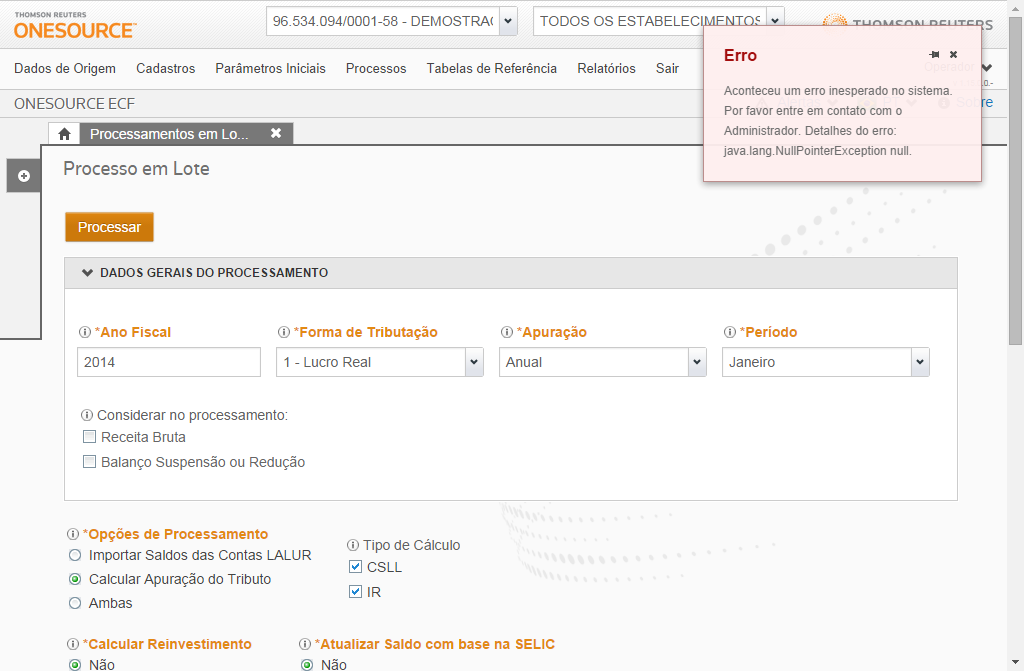 THOMSON REUTERS
ONESOURCE™
96.534.094/0001-58 - DEMOSTRAÇ
TODOS OS ESTABELECIMENTOS
THOMSON REUTERS
Dados de Origem Cadastros Parâmetros Iniciais Processos Tabelas de Referência Relatórios Sair
ONESOURCE ECF
Sobre
Erro
Aconteceu um erro inesperado no sistema.
Por favor entre em contato com o
Administrador. Detalhes do erro:
java.lang.NullPointerException null.
Processamentos em Lo...
Processo em Lote
Processar
DADOS GERAIS DO PROCESSAMENTO
*Ano Fiscal *Forma de Tributação *Apuração *Período
2014 1 - Lucro Real Anual Janeiro
Considerar no processamento:
Receita Bruta
Balanço Suspensão ou Redução
*Opções de Processamento
Importar Saldos das Contas LALUR
Calcular Apuração do Tributo
Ambas
Tipo de Cálculo
CSLL
IR
*Calcular Reinvestimento *Atualizar Saldo com base na SELIC
Não Não